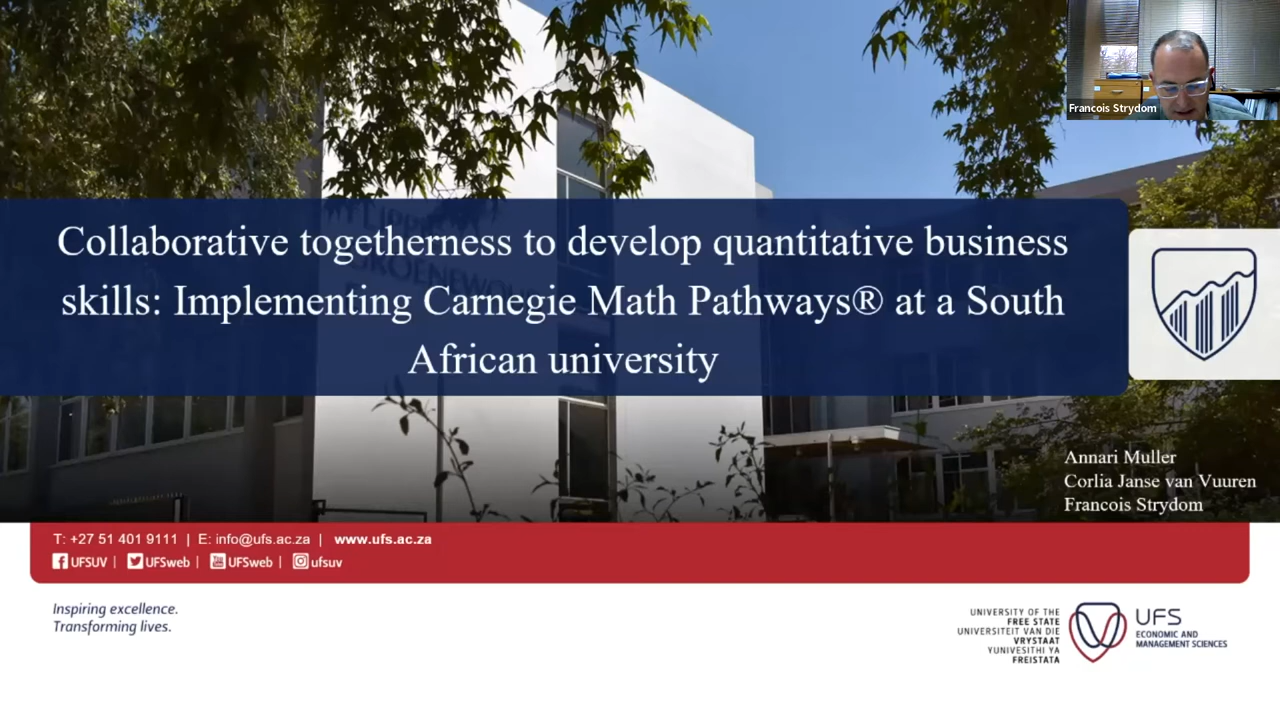 Francois Strydom
Collaborative togetherness to develop quantitative business
skills: Implementing Carnegie Math Pathways® at a South
African university
Annari Muller
Corlia Janse van Vuuren
Francois Strydom
T: +27 51 401 9111 | E: info@ufs.ac.za | www.ufs.ac.za
UFSUV | UFSweb | UFSweb | ufsuv
Inspiring excellence.
Transforming lives.
UNIVERSITY OF THE
FREE STATE
UNIVERSITEIT VAN DIE
VRYSTAAT
YUNIVESITHI YA
FREISTATA
UFS
ECONOMIC AND
MANAGEMENT SCIENCES